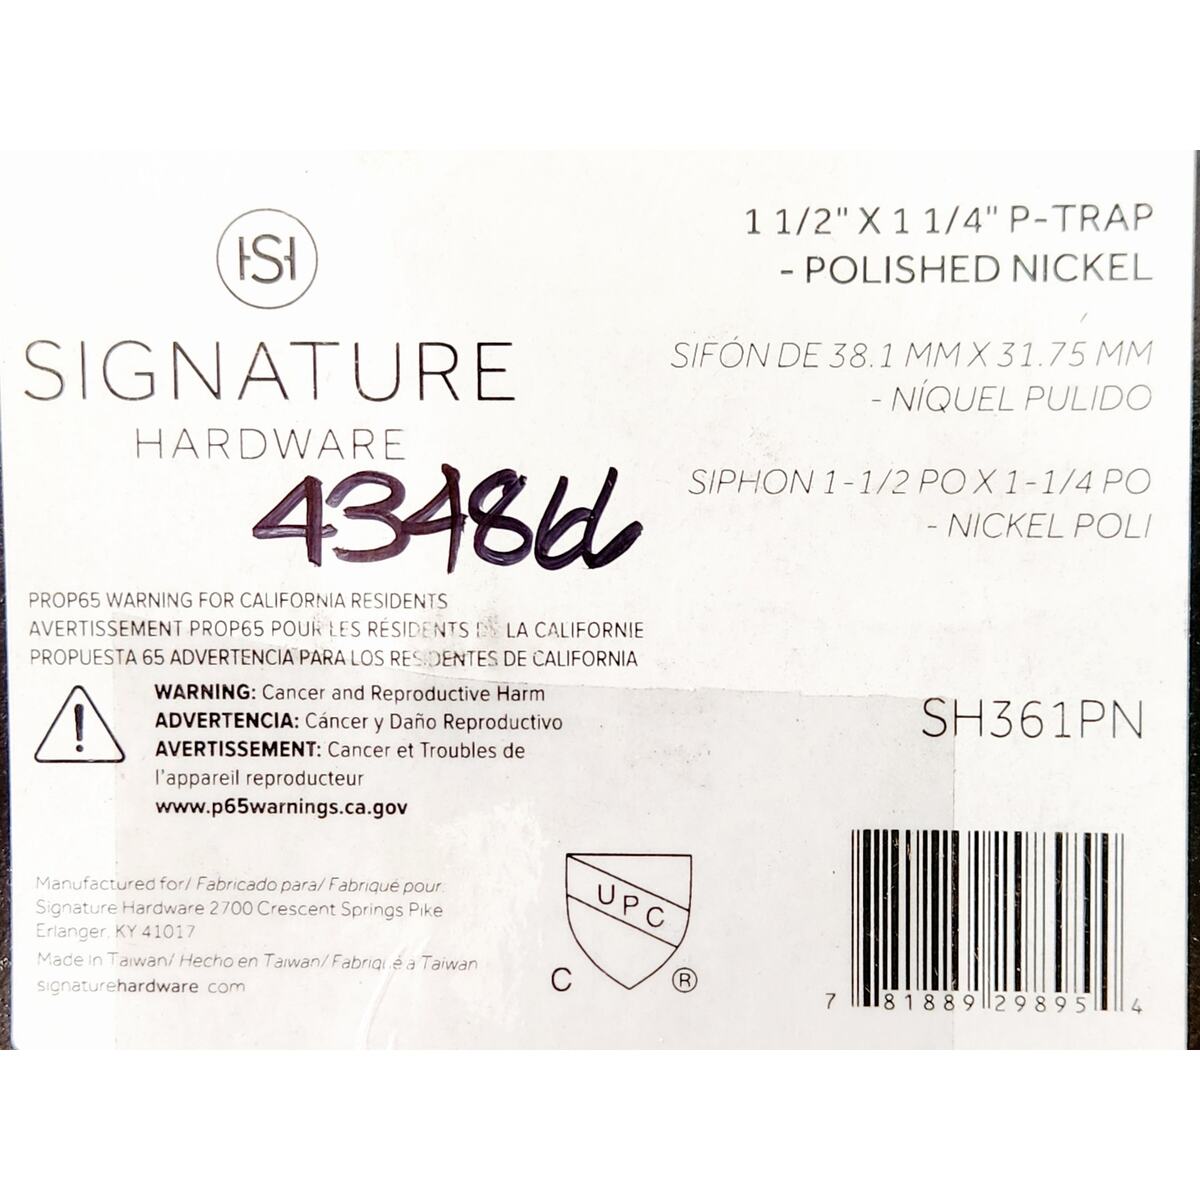 HSH
SIGNATURE
HARDWARE
434866
1 1/2" X 1 1/4" P-TRAP
- POLISHED NICKEL
SIFÓN DE 38.1 MM X 31.75 MM
- NÍQUEL PULIDO
SIPHON 1-1/2 PO X 1-1/4 PO
- NICKEL POLI
PROP65 WARNING FOR CALIFORNIA RESIDENTS
AVERTISSEMENT PROP65 POUR LES RÉSIDENTS DE LA CALIFORNIE
PROPUESTA 65 ADVERTENCIA PARA LOS RESIDENTES DE CALIFORNIA
WARNING: Cancer and Reproductive Harm
ADVERTENCIA: Cáncer y Daño Reproductivo
AVERTISSEMENT: Cancer et Troubles de
l'appareil reproducteur
www.p65warnings.ca.gov
SH361PN
Manufactured for/ Fabricado para/ Fabriqué pour:
Signature Hardware 2700 Crescent Springs Pike
Erlanger, KY 41017
Made in Taiwan/ Hecho en Taiwan/ Fabriqué à Taiwan
signaturehardware.com
UPC
C ®
7 81889 29895 4